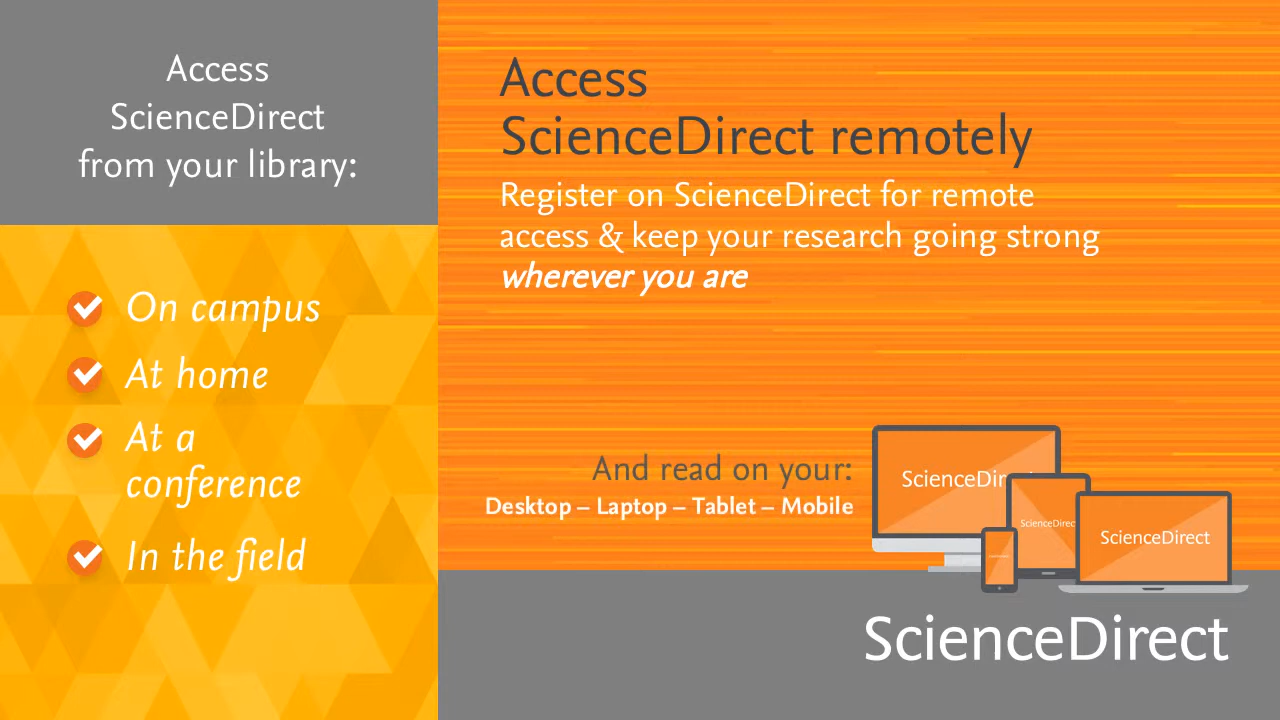 Access
ScienceDirect
from your library:
On campus
At home
At a
conference
In the field
Access
ScienceDirect remotely
Register on ScienceDirect for remote
access & keep your research going strong
wherever you are
And read on your:
Desktop – Laptop – Tablet – Mobile
ScienceDirect
ScienceDirect
ScienceDirect
ScienceDirect